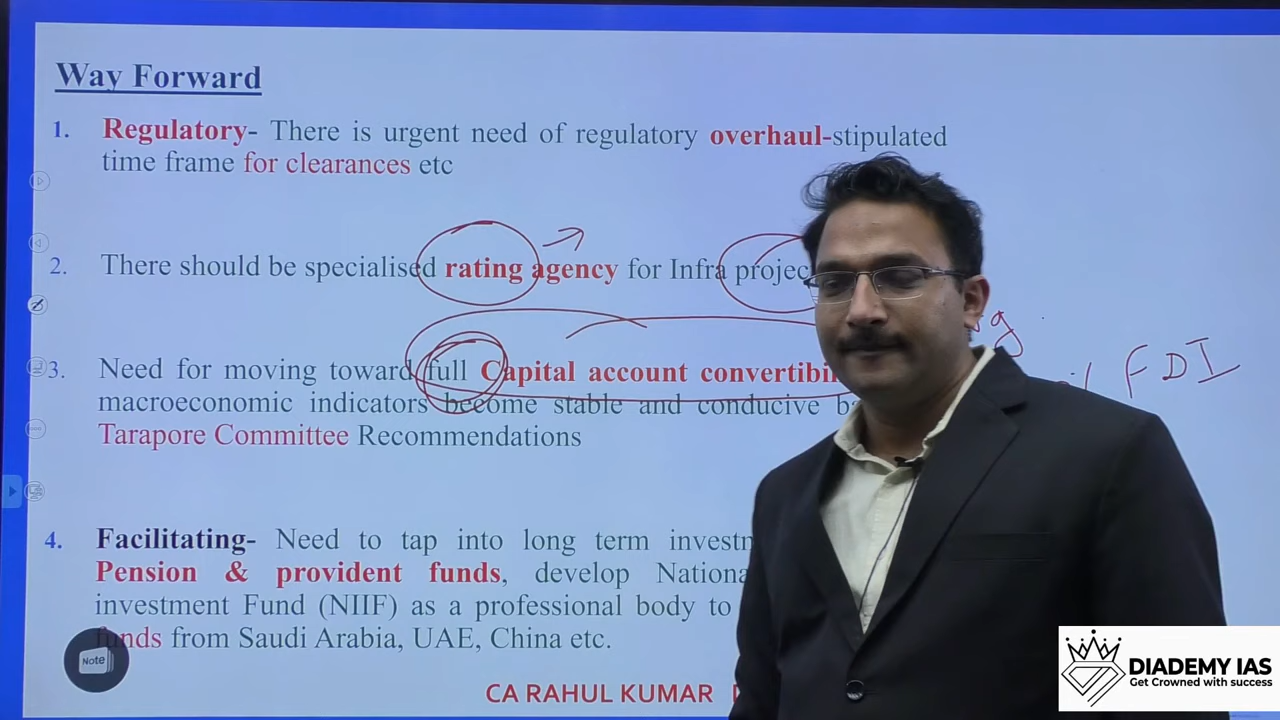 Way Forward
1. Regulatory- There is urgent need of regulatory overhaul-stipulated
time frame for clearances etc
2. There should be specialised rating agency for Infra
3. Need for moving toward full Capital account
macroeconomic indicators become stable and conducive
Tarapore Committee Recommendations
FDI
4. Facilitating- Need to tap into long term
Pension & provident funds, develop
investment Fund (NIIF) as a professional body to
funds from Saudi Arabia, UAE, China etc.
Note
CA RAHUL KUMAR
DIADEMY IAS
Get Crowned with success